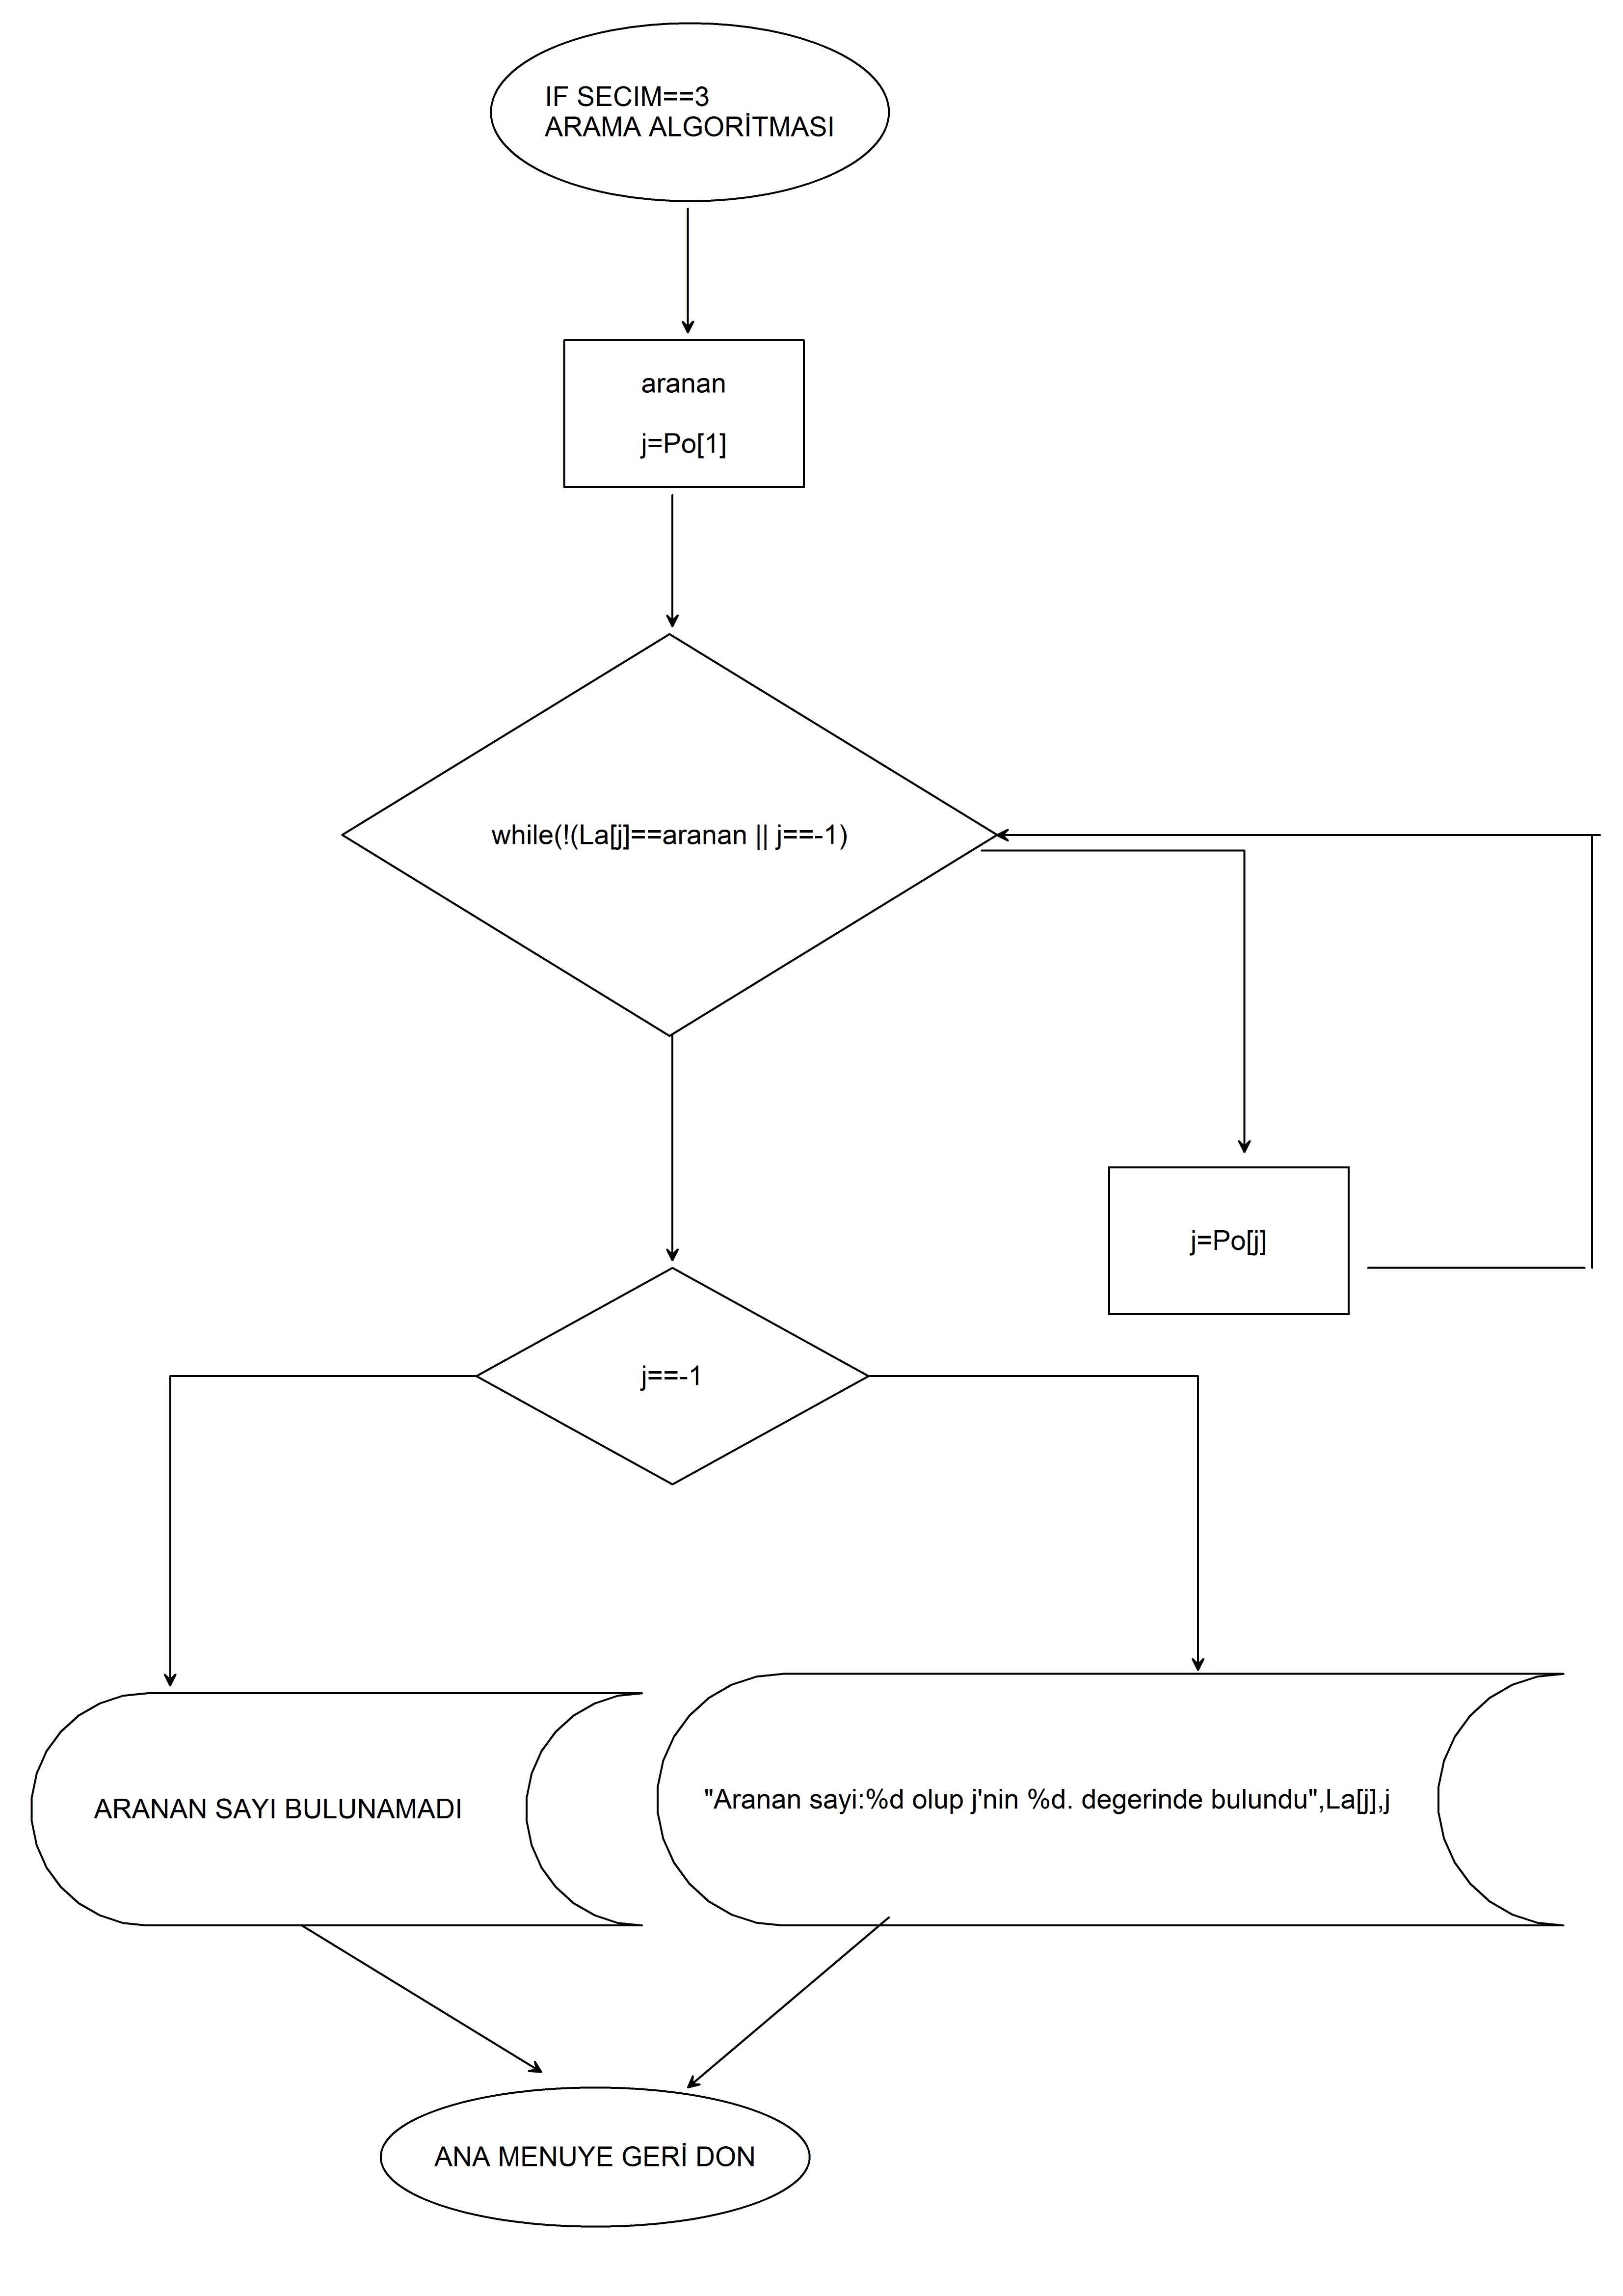 IF SECIM==3
ARAMA ALGORİTMASI
aranan
j=Po[1]
while(!(La[j]==aranan || j==-1)
j=Po[j]
j==-1
ARANAN SAYI BULUNAMADI
"Aranan sayi:%d olup j'nin %d. degerinde bulundu",La[j],j
ANA MENUYE GERİ DON